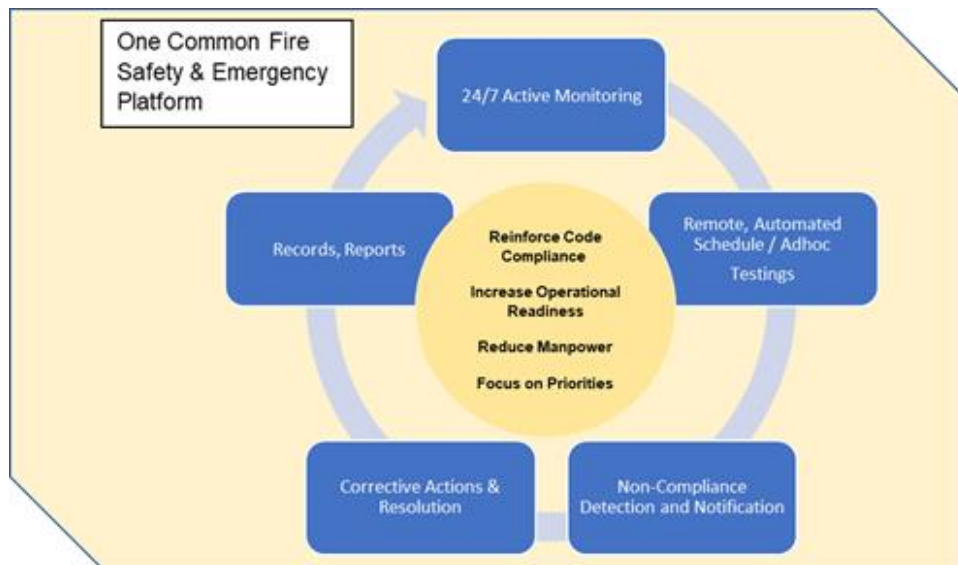 One Common Fire
Safety & Emergency
Platform
24/7 Active Monitoring
Remote, Automated
Schedule / Adhoc
Testings
Non-Compliance
Detection and Notification
Corrective Actions &
Resolution
Records, Reports
Reinforce Code
Compliance
Increase Operational
Readiness
Reduce Manpower
Focus on Priorities